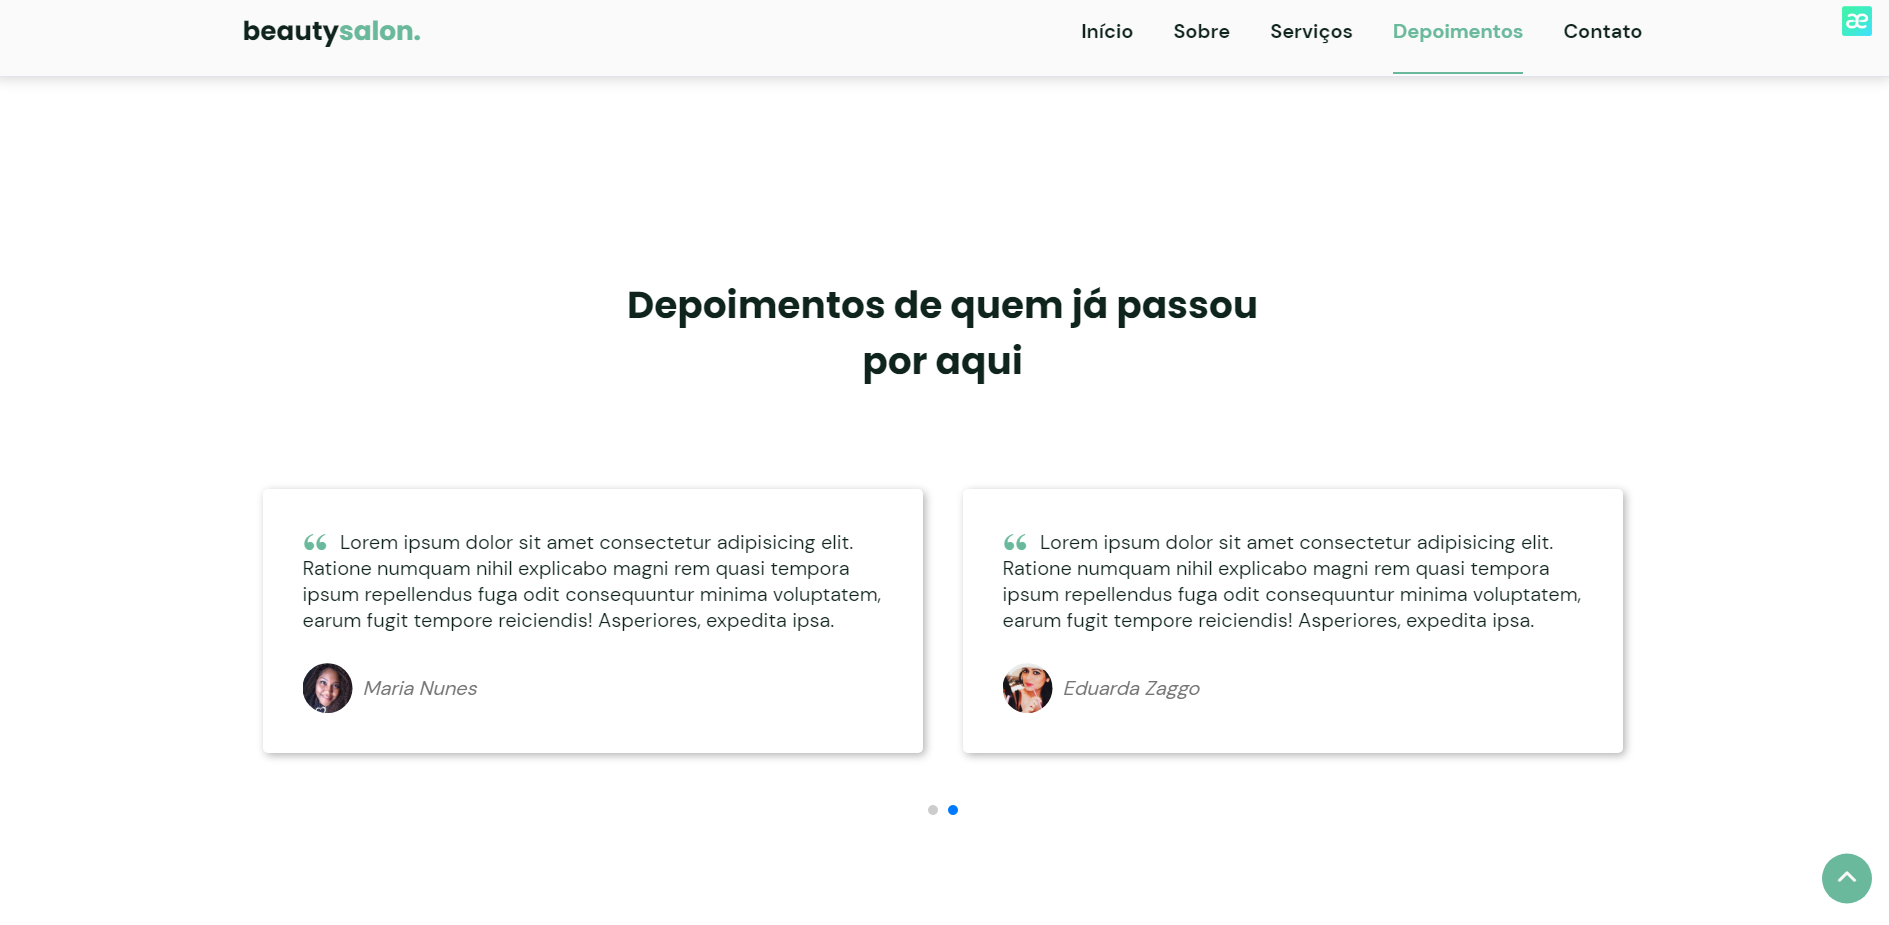 beautysalon.
Início Sobre Serviços Depoimentos Contato
æ
Depoimentos de quem já passou
por aqui
“ Lorem ipsum dolor sit amet consectetur adipisicing elit.
Ratione numquam nihil explicabo magni rem quasi tempora
ipsum repellendus fuga odit consequuntur minima voluptatem,
earum fugit tempore reiciendis! Asperiores, expedita ipsa.
Maria Nunes
“ Lorem ipsum dolor sit amet consectetur adipisicing elit.
Ratione numquam nihil explicabo magni rem quasi tempora
ipsum repellendus fuga odit consequuntur minima voluptatem,
earum fugit tempore reiciendis! Asperiores, expedita ipsa.
Eduarda Zaggo